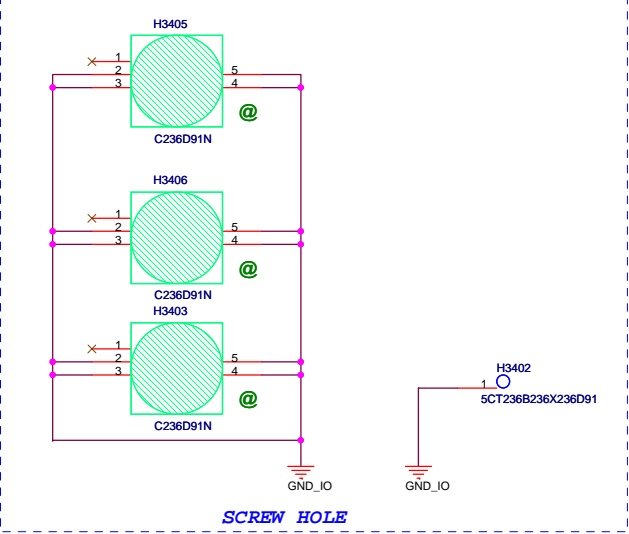 H3405
1
2 5
3 4
@
C236D91N
H3406
1
2 5
3 4
@
C236D91N
H3403
1
2 5
3 4
@
C236D91N
H3402
1
5CT236B236X236D91
GND_IO GND_IO
SCREW HOLE